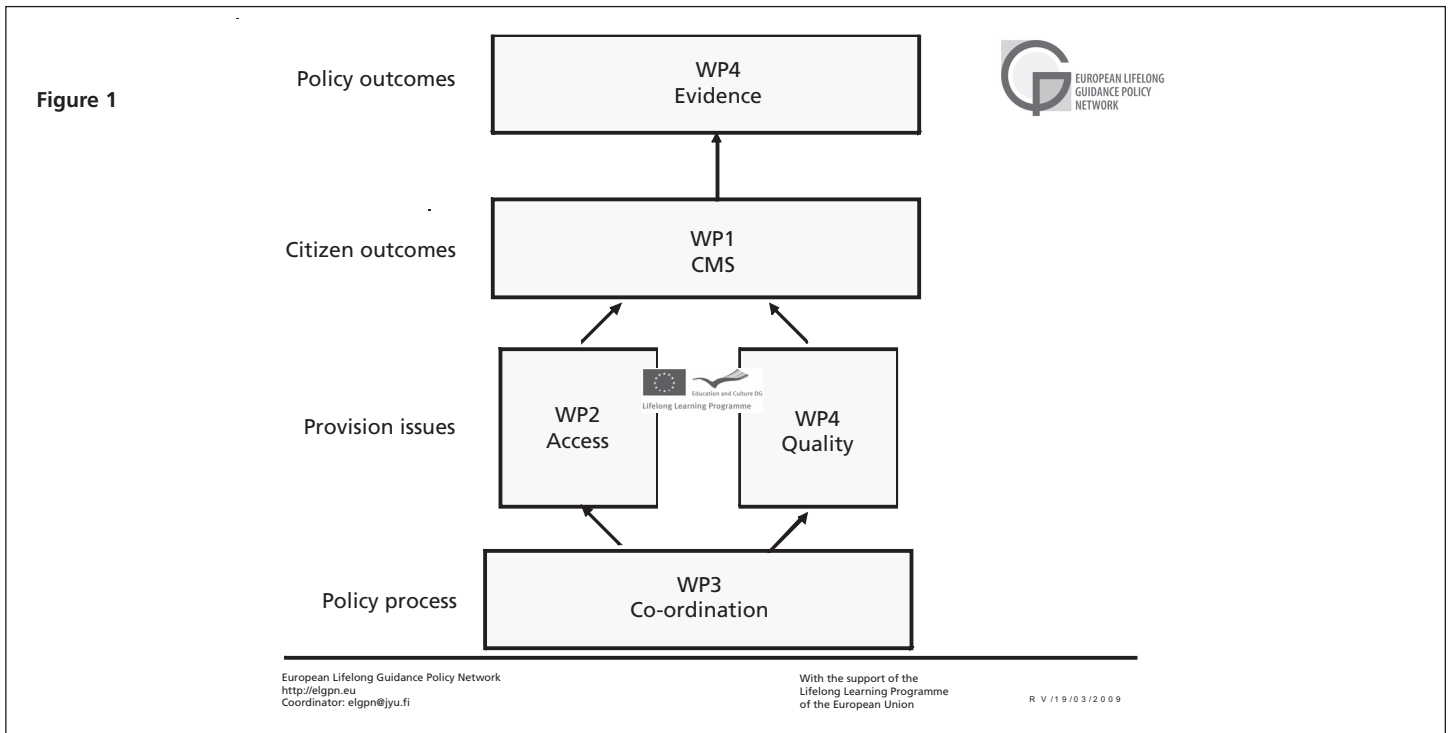 Figure 1
Policy outcomes
WP4
Evidence
EUROPEAN LIFELONG
GUIDANCE POLICY
NETWORK
Citizen outcomes
WP1
CMS
Provision issues
WP2
Access
Education and Culture DG
Lifelong Learning Programme
WP4
Quality
Policy process
WP3
Co-ordination
European Lifelong Guidance Policy Network
http://elgpn.eu
Coordinator: elgpn@jyu.fi
With the support of the
Lifelong Learning Programme
of the European Union
R V/19/03/2009